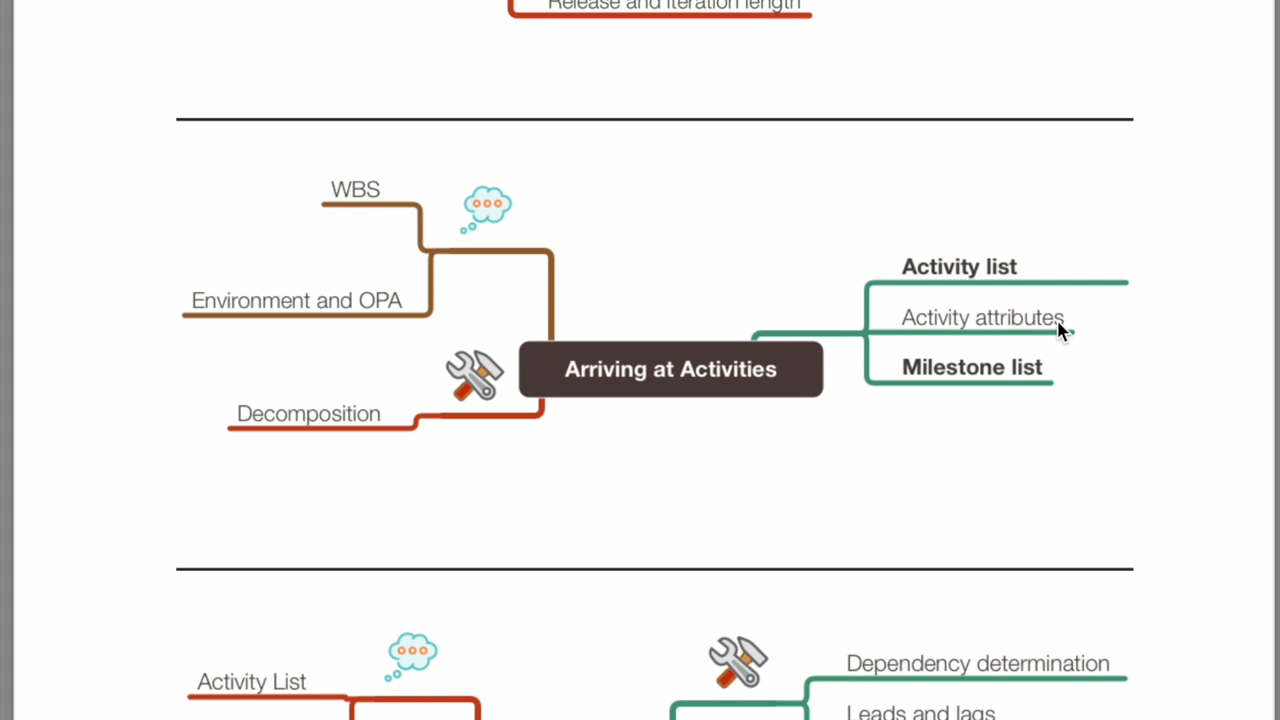 Release and iteration length
WBS
Environment and OPA
Decomposition
Arriving at Activities
Activity list
Activity attributes
Milestone list
Activity List
Dependency determination
Leads and lags